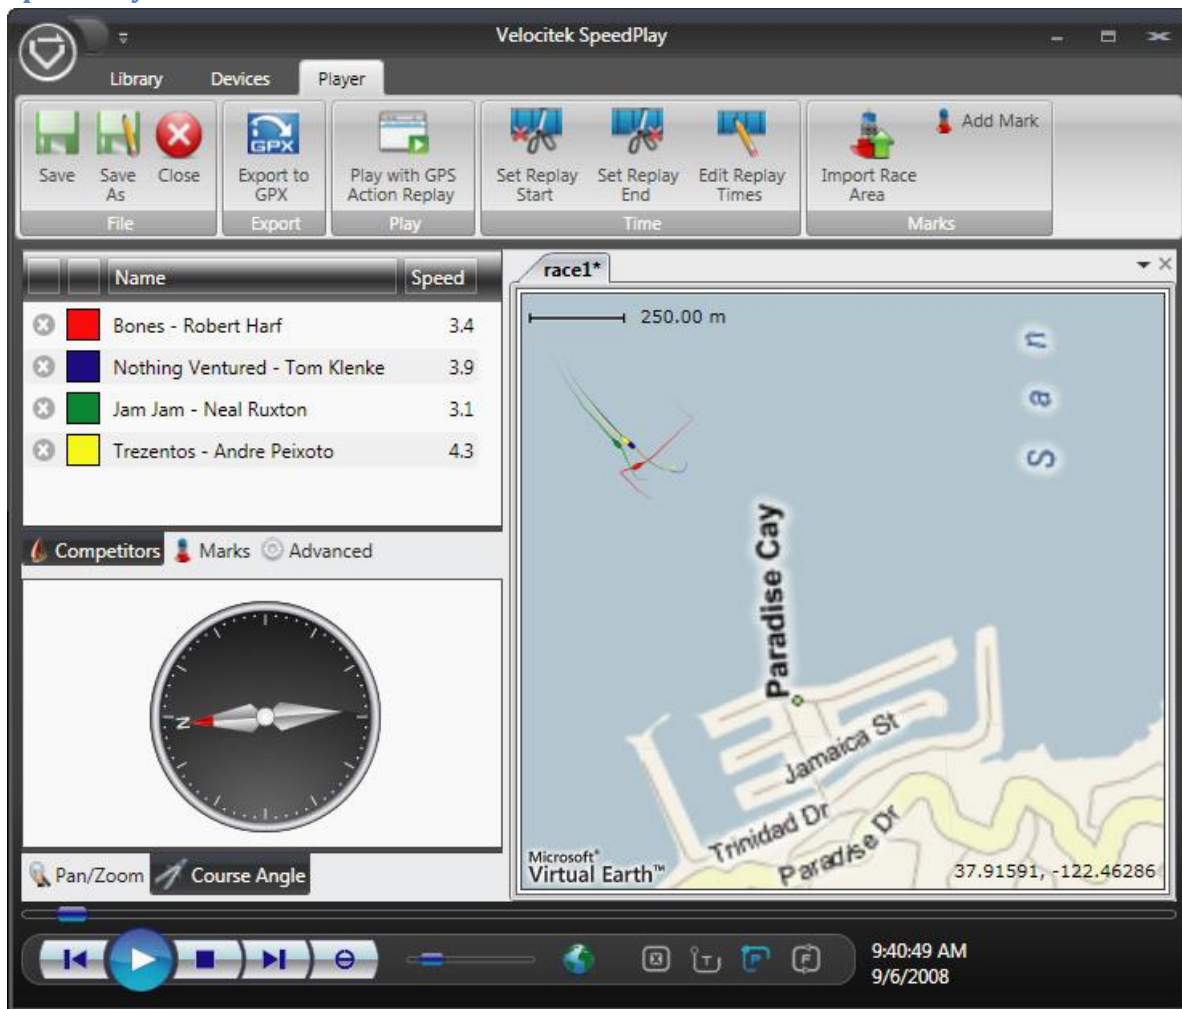 Velocitek SpeedPlay
Library Devices Player
Save
Save As
Close
Export to GPX
Play with GPS Action Replay
Set Replay Start
Set Replay End
Edit Replay Times
Import Race Area
Add Mark
File Export Play Time Marks
Name Speed
Bones - Robert Harf 3.4
Nothing Ventured - Tom Klenke 3.9
Jam Jam - Neal Ruxton 3.1
Trezentos - Andre Peixoto 4.3
Competitors Marks Advanced
N
Pan/Zoom Course Angle
race1*
250.00 m
S a n
Paradise Cay
Jamaica St
Trinidad Dr
Paradise Dr
Microsoft®
Virtual Earth™
37.91591, -122.46286
X T P F
9:40:49 AM
9/6/2008